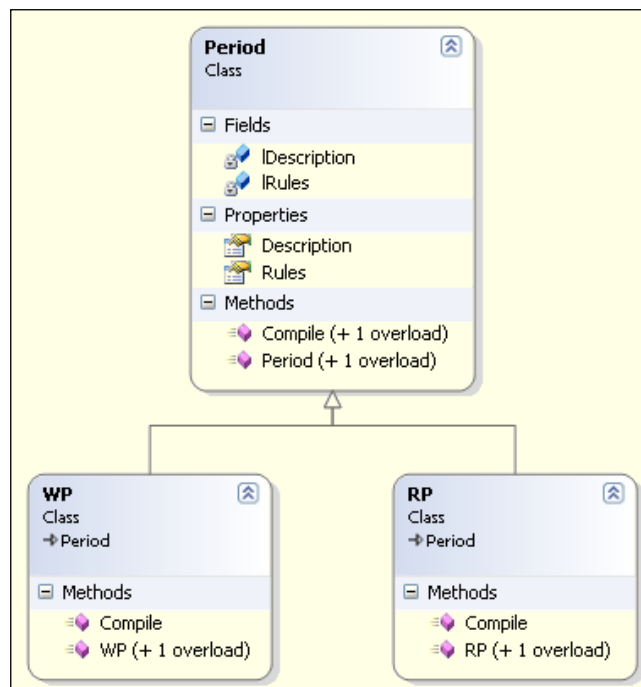 Period
Class
Fields
lDescription
lRules
Properties
Description
Rules
Methods
Compile (+ 1 overload)
Period (+ 1 overload)
WP
Class
Period
Methods
Compile
WP (+ 1 overload)
RP
Class
Period
Methods
Compile
RP (+ 1 overload)